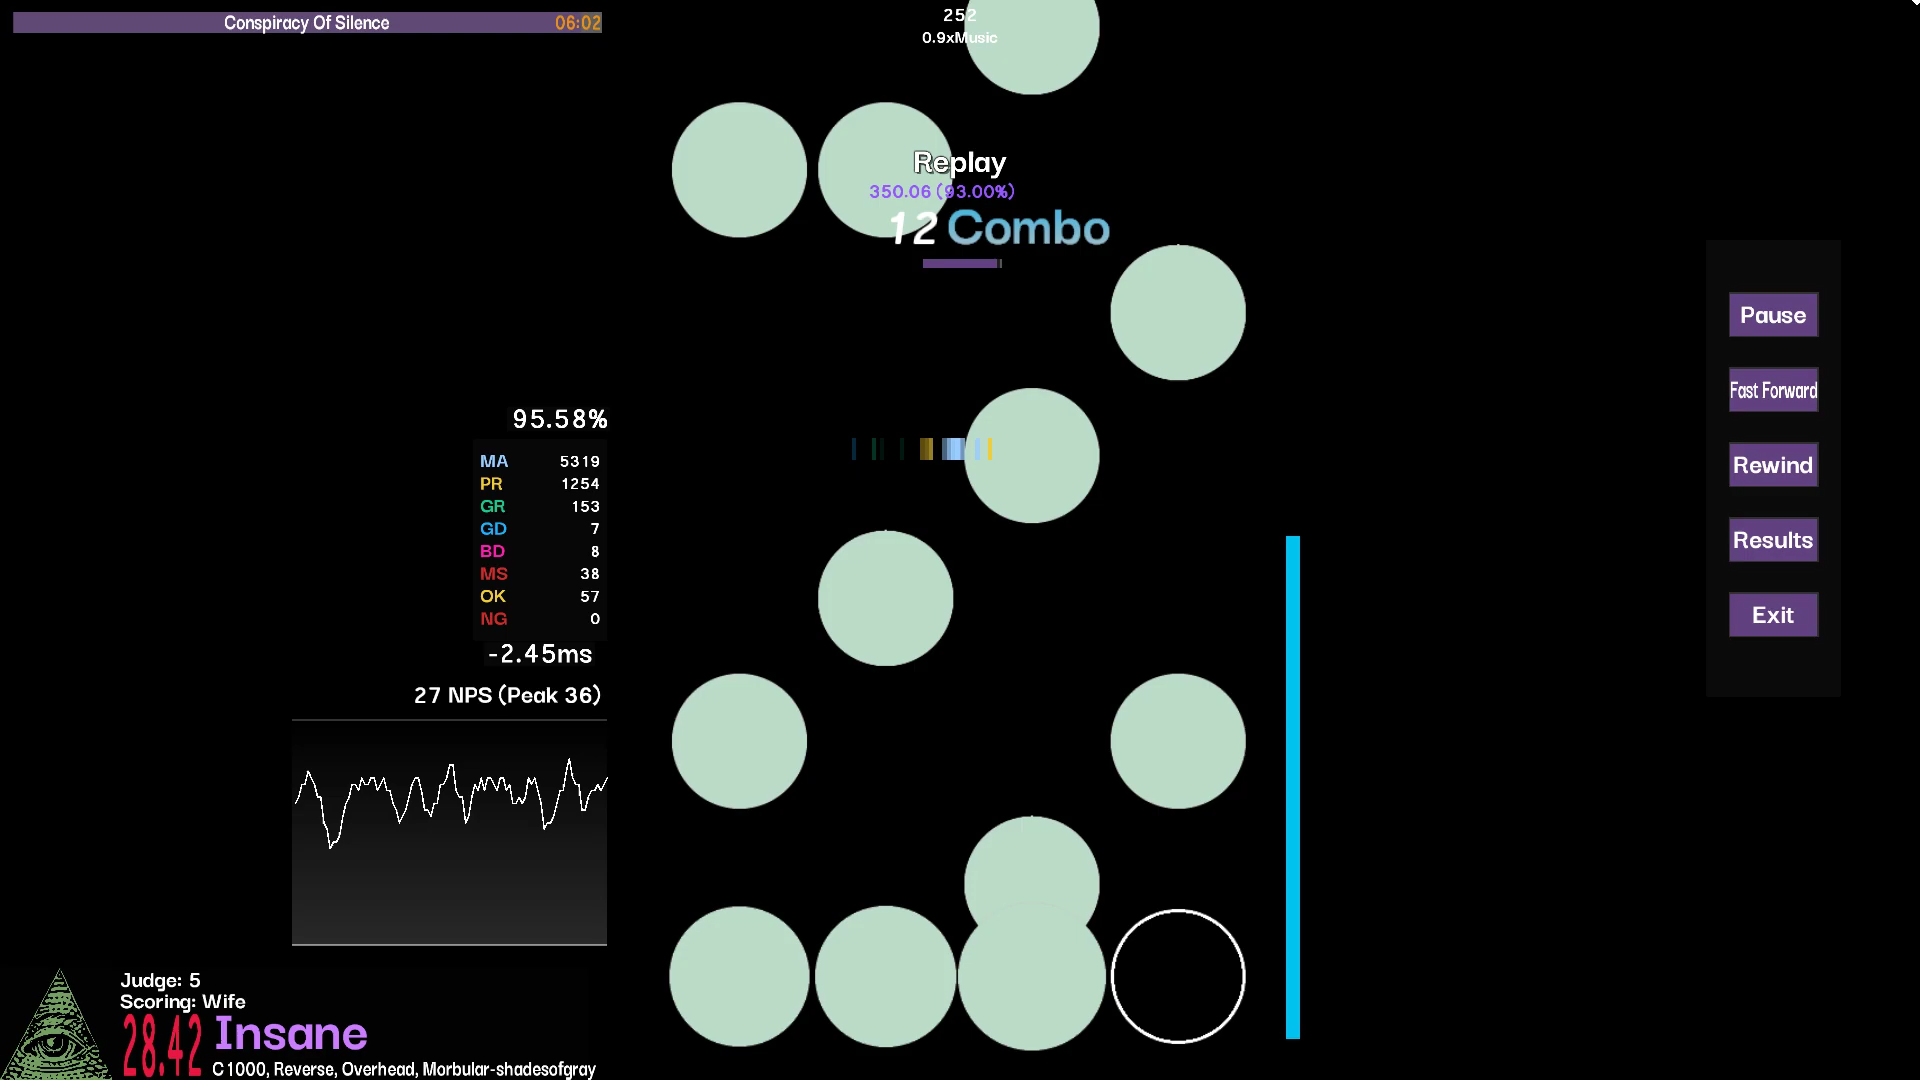 Conspiracy Of Silence 06:02
252
0.9xMusic
Replay
350.06 (93.00%)
12 Combo
95.58%
MA 5319
PR 1254
GR 153
GD 7
BD 8
MS 38
OK 57
NG 0
-2.45ms
27 NPS (Peak 36)
Judge: 5
Scoring: Wife
28.42 Insane
C1000, Reverse, Overhead, Morbular-shadesofgray
Pause
Fast Forward
Rewind
Results
Exit